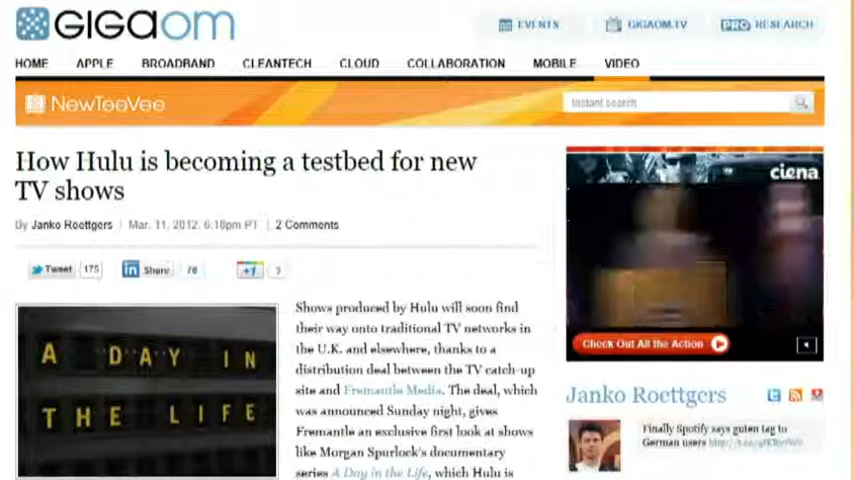 GIGAOM
EVENTS
GIGAOM.TV
PRO RESEARCH
HOME
APPLE
BROADBAND
CLEANTECH
CLOUD
COLLABORATION
MOBILE
VIDEO
NewTeeVee
Instant search
How Hulu is becoming a testbed for new
TV shows
By Janko Roettgers | Mar. 11, 2012, 6:18pm PT | 2 Comments
Tweet 175
in Share 78
+1
A DAY IN
THE LIFE
Shows produced by Hulu will soon find
their way onto traditional TV networks in
the U.K. and elsewhere, thanks to a
distribution deal between the TV catch-up
site and Fremantle Media. The deal, which
was announced Sunday night, gives
Fremantle an exclusive first look at shows
like Morgan Spurlock's documentary
series A Day in the Life, which Hulu is
ciena
Check Out All the Action
Janko Roettgers
Finally Spotify says guten tag to
German users